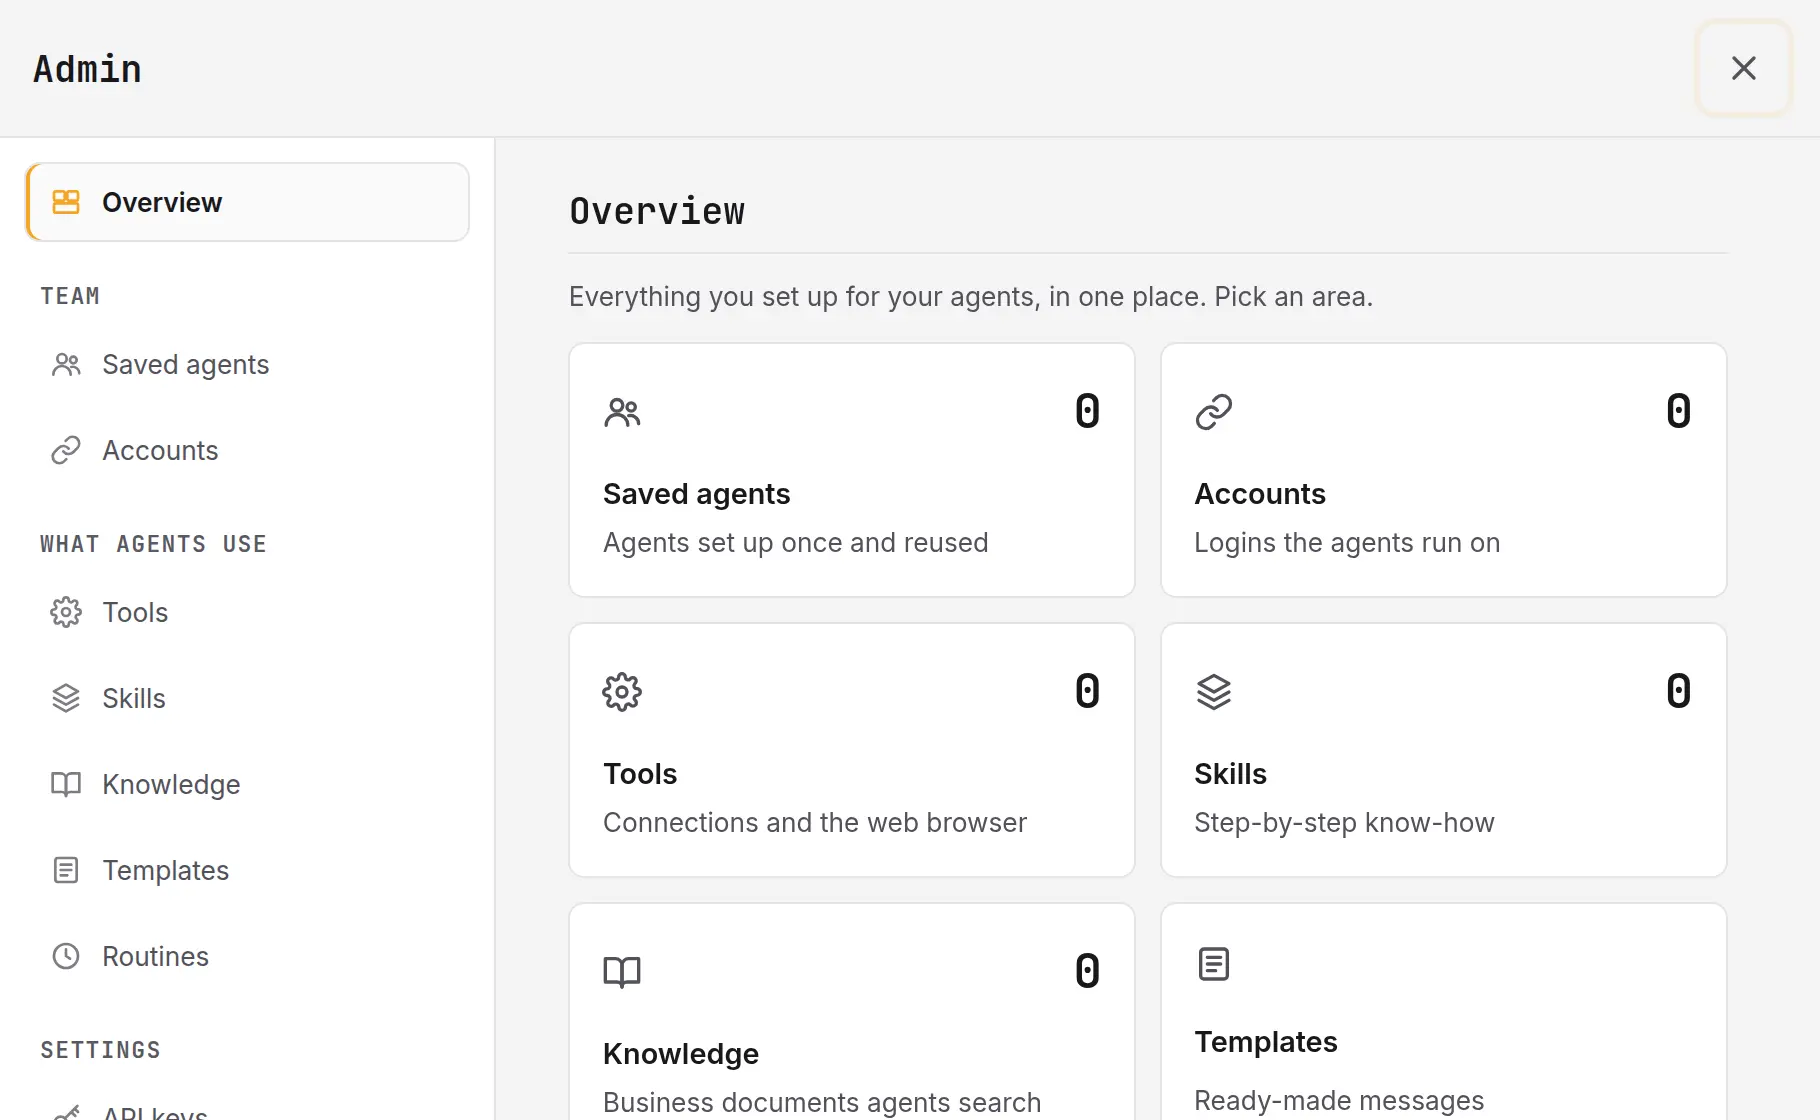 Admin
Overview
TEAM
Saved agents
Accounts
WHAT AGENTS USE
Tools
Skills
Knowledge
Templates
Routines
SETTINGS
API keys
Overview
Everything you set up for your agents, in one place. Pick an area.
0
Saved agents
Agents set up once and reused
0
Accounts
Logins the agents run on
0
Tools
Connections and the web browser
0
Skills
Step-by-step know-how
0
Knowledge
Business documents agents search
Templates
Ready-made messages